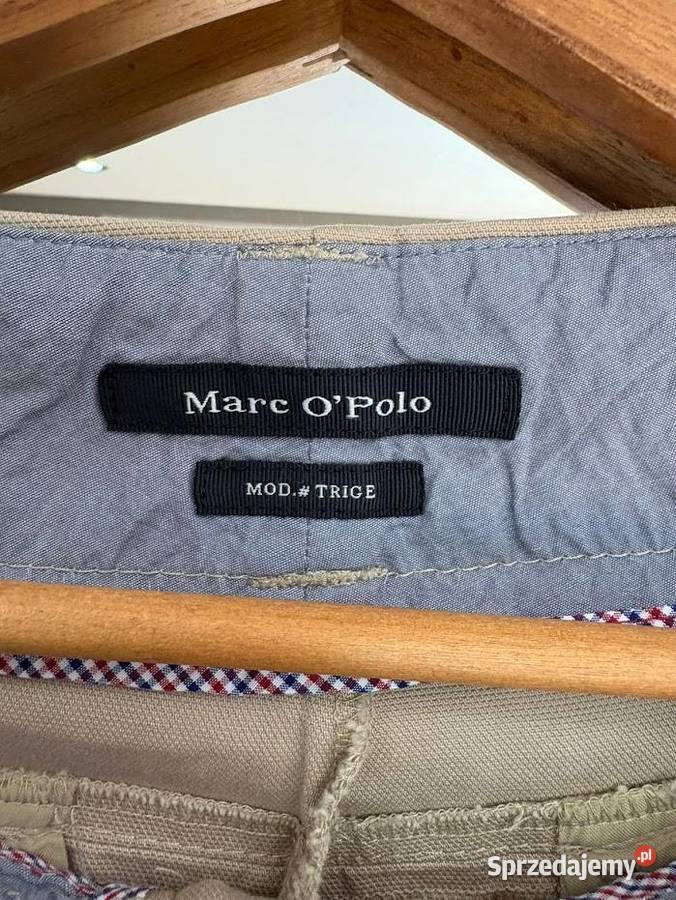 Marc O'Polo
MOD.# TRIGE
Sprzedajemy.pl